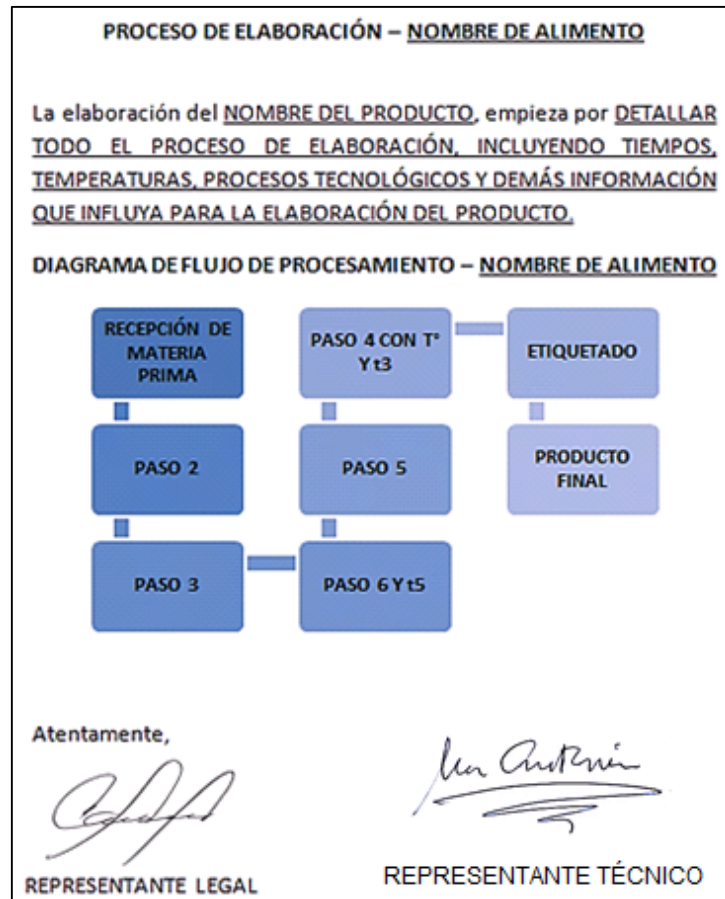 PROCESO DE ELABORACIÓN – NOMBRE DE ALIMENTO
La elaboración del NOMBRE DEL PRODUCTO, empieza por DETALLAR
TODO EL PROCESO DE ELABORACIÓN, INCLUYENDO TIEMPOS,
TEMPERATURAS, PROCESOS TECNOLÓGICOS Y DEMÁS INFORMACIÓN
QUE INFLUYA PARA LA ELABORACIÓN DEL PRODUCTO.
DIAGRAMA DE FLUJO DE PROCESAMIENTO – NOMBRE DE ALIMENTO
RECEPCIÓN DE
MATERIA
PRIMA
PASO 2
PASO 3
PASO 6 Y t5
PASO 5
PASO 4 CON T°
Y t3
ETIQUETADO
PRODUCTO
FINAL
Atentamente,
REPRESENTANTE LEGAL
REPRESENTANTE TÉCNICO